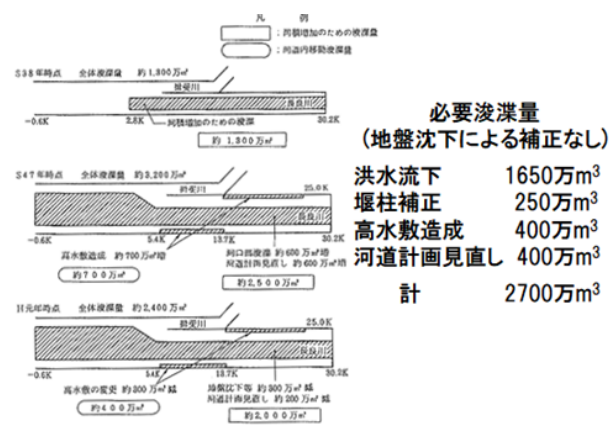 凡 例
：河積増加のための浚渫量
：河道内移動浚渫量
S38年時点 全体浚渫量 約1,300万㎥
揖斐川
長良川
-0.6K 2.8K 河積増加のための浚渫 30.2K
約1,300万㎥
S47年時点 全体浚渫量 約3,200万㎥
揖斐川 25.0K
長良川
-0.6K 5.4K 13.7K 30.2K
高水敷造成 約700万㎥増 河口部浚渫 約600万㎥増
河道計画見直し 約600万㎥増
約700万㎥ 約2,500万㎥
H元年時点 全体浚渫量 約2,400万㎥
揖斐川 25.0K
長良川
-0.6K 5.4K 13.7K 30.2K
高水敷の変更 約300万㎥減 地盤沈下等 約300万㎥減
河道計画見直し 約200万㎥減
約400万㎥ 約2,000万㎥
必要浚渫量
(地盤沈下による補正なし)
洪水流下 1650万m³
堰柱補正 250万m³
高水敷造成 400万m³
河道計画見直し 400万m³
計 2700万m³